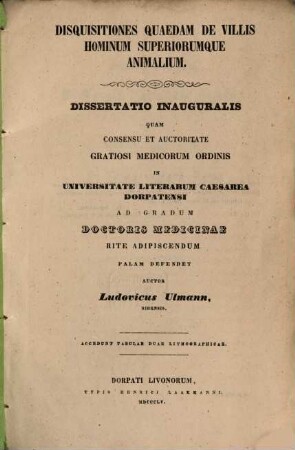 DISQUISITIONES QUAEDAM DE VILLIS
HOMINUM SUPERIORUMQUE
ANIMALIUM.
DISSERTATIO INAUGURALIS
QUAM
CONSENSU ET AUCTORITATE
GRATIOSI MEDICORUM ORDINIS
IN
UNIVERSITATE LITERARUM CAESAREA
DORPATENSI
AD GRADUM
DOCTORIS MEDICINAE
RITE ADIPISCENDUM
PALAM DEFENDET
AUCTOR
Ludovicus Ulmann,
RIGENSIS.
ACCEDUNT TABULAE DUAE LITHOGRAPHICAE.
DORPATI LIVONORUM,
TYPIS HENRICI LAAKMANNI.
MDCCCLV.